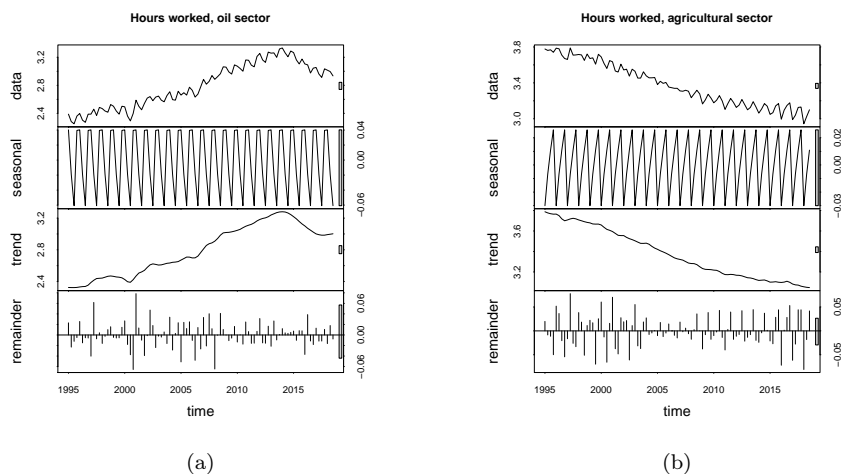 Hours worked, oil sector
data
2.4 2.8 3.2
seasonal
−0.06 0.00 0.04
trend
2.4 2.8 3.2
remainder
−0.06 0.00 0.06
1995 2000 2005 2010 2015
time
(a)
Hours worked, agricultural sector
data
3.0 3.4 3.8
seasonal
−0.03 0.00 0.02
trend
3.2 3.6
remainder
−0.05 0.05
1995 2000 2005 2010 2015
time
(b)